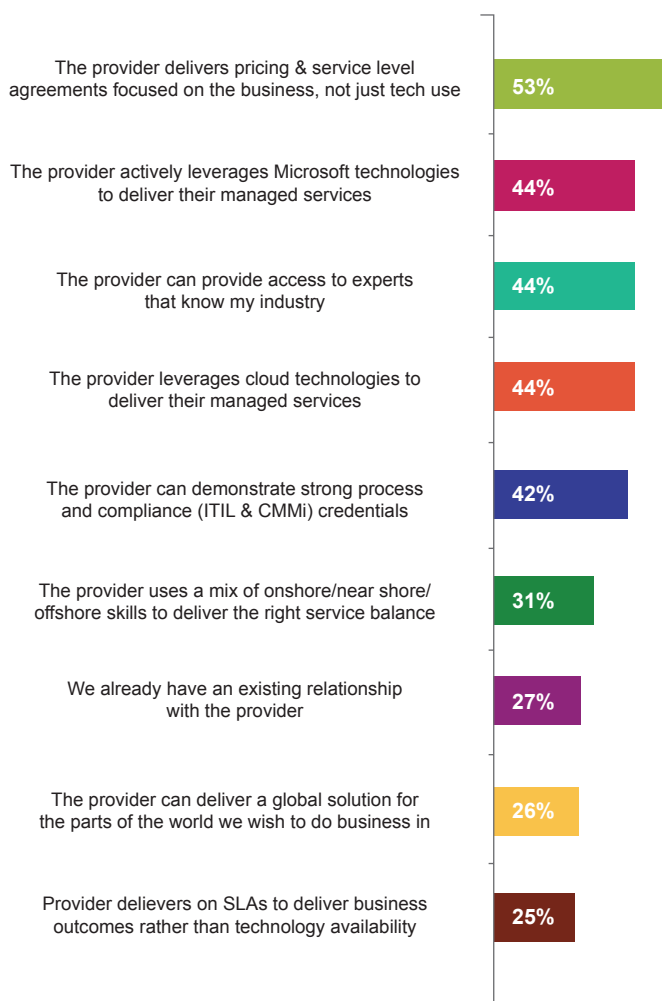 The provider delivers pricing & service level
agreements focused on the business, not just tech use
53%
The provider actively leverages Microsoft technologies
to deliver their managed services
44%
The provider can provide access to experts
that know my industry
44%
The provider leverages cloud technologies to
deliver their managed services
44%
The provider can demonstrate strong process
and compliance (ITIL & CMMi) credentials
42%
The provider uses a mix of onshore/near shore/
offshore skills to deliver the right service balance
31%
We already have an existing relationship
with the provider
27%
The provider can deliver a global solution for
the parts of the world we wish to do business in
26%
Provider delievers on SLAs to deliver business
outcomes rather than technology availability
25%